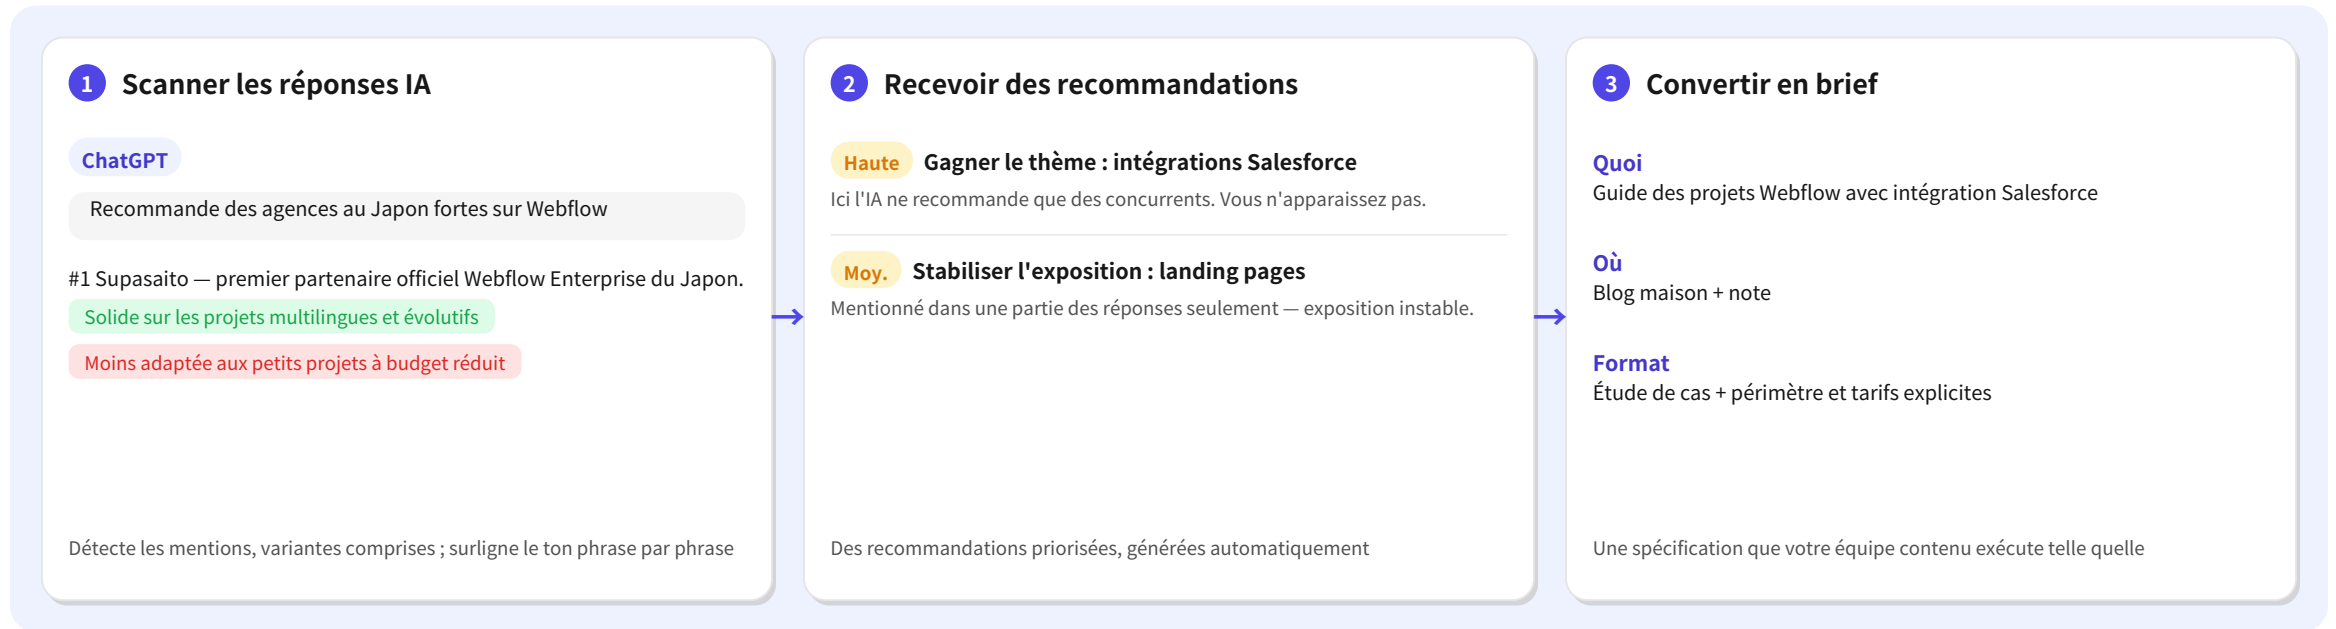 1 Scanner les réponses IA
ChatGPT
Recommande des agences au Japon fortes sur Webflow
#1 Supasaito — premier partenaire officiel Webflow Enterprise du Japon.
Solide sur les projets multilingues et évolutifs
Moins adaptée aux petits projets à budget réduit
Détecte les mentions, variantes comprises ; surligne le ton phrase par phrase
2 Recevoir des recommandations
Haute Gagner le thème : intégrations Salesforce
Ici l'IA ne recommande que des concurrents. Vous n'apparaissez pas.
Moy. Stabiliser l'exposition : landing pages
Mentionné dans une partie des réponses seulement — exposition instable.
Des recommandations priorisées, générées automatiquement
3 Convertir en brief
Quoi
Guide des projets Webflow avec intégration Salesforce
Où
Blog maison + note
Format
Étude de cas + périmètre et tarifs explicites
Une spécification que votre équipe contenu exécute telle quelle